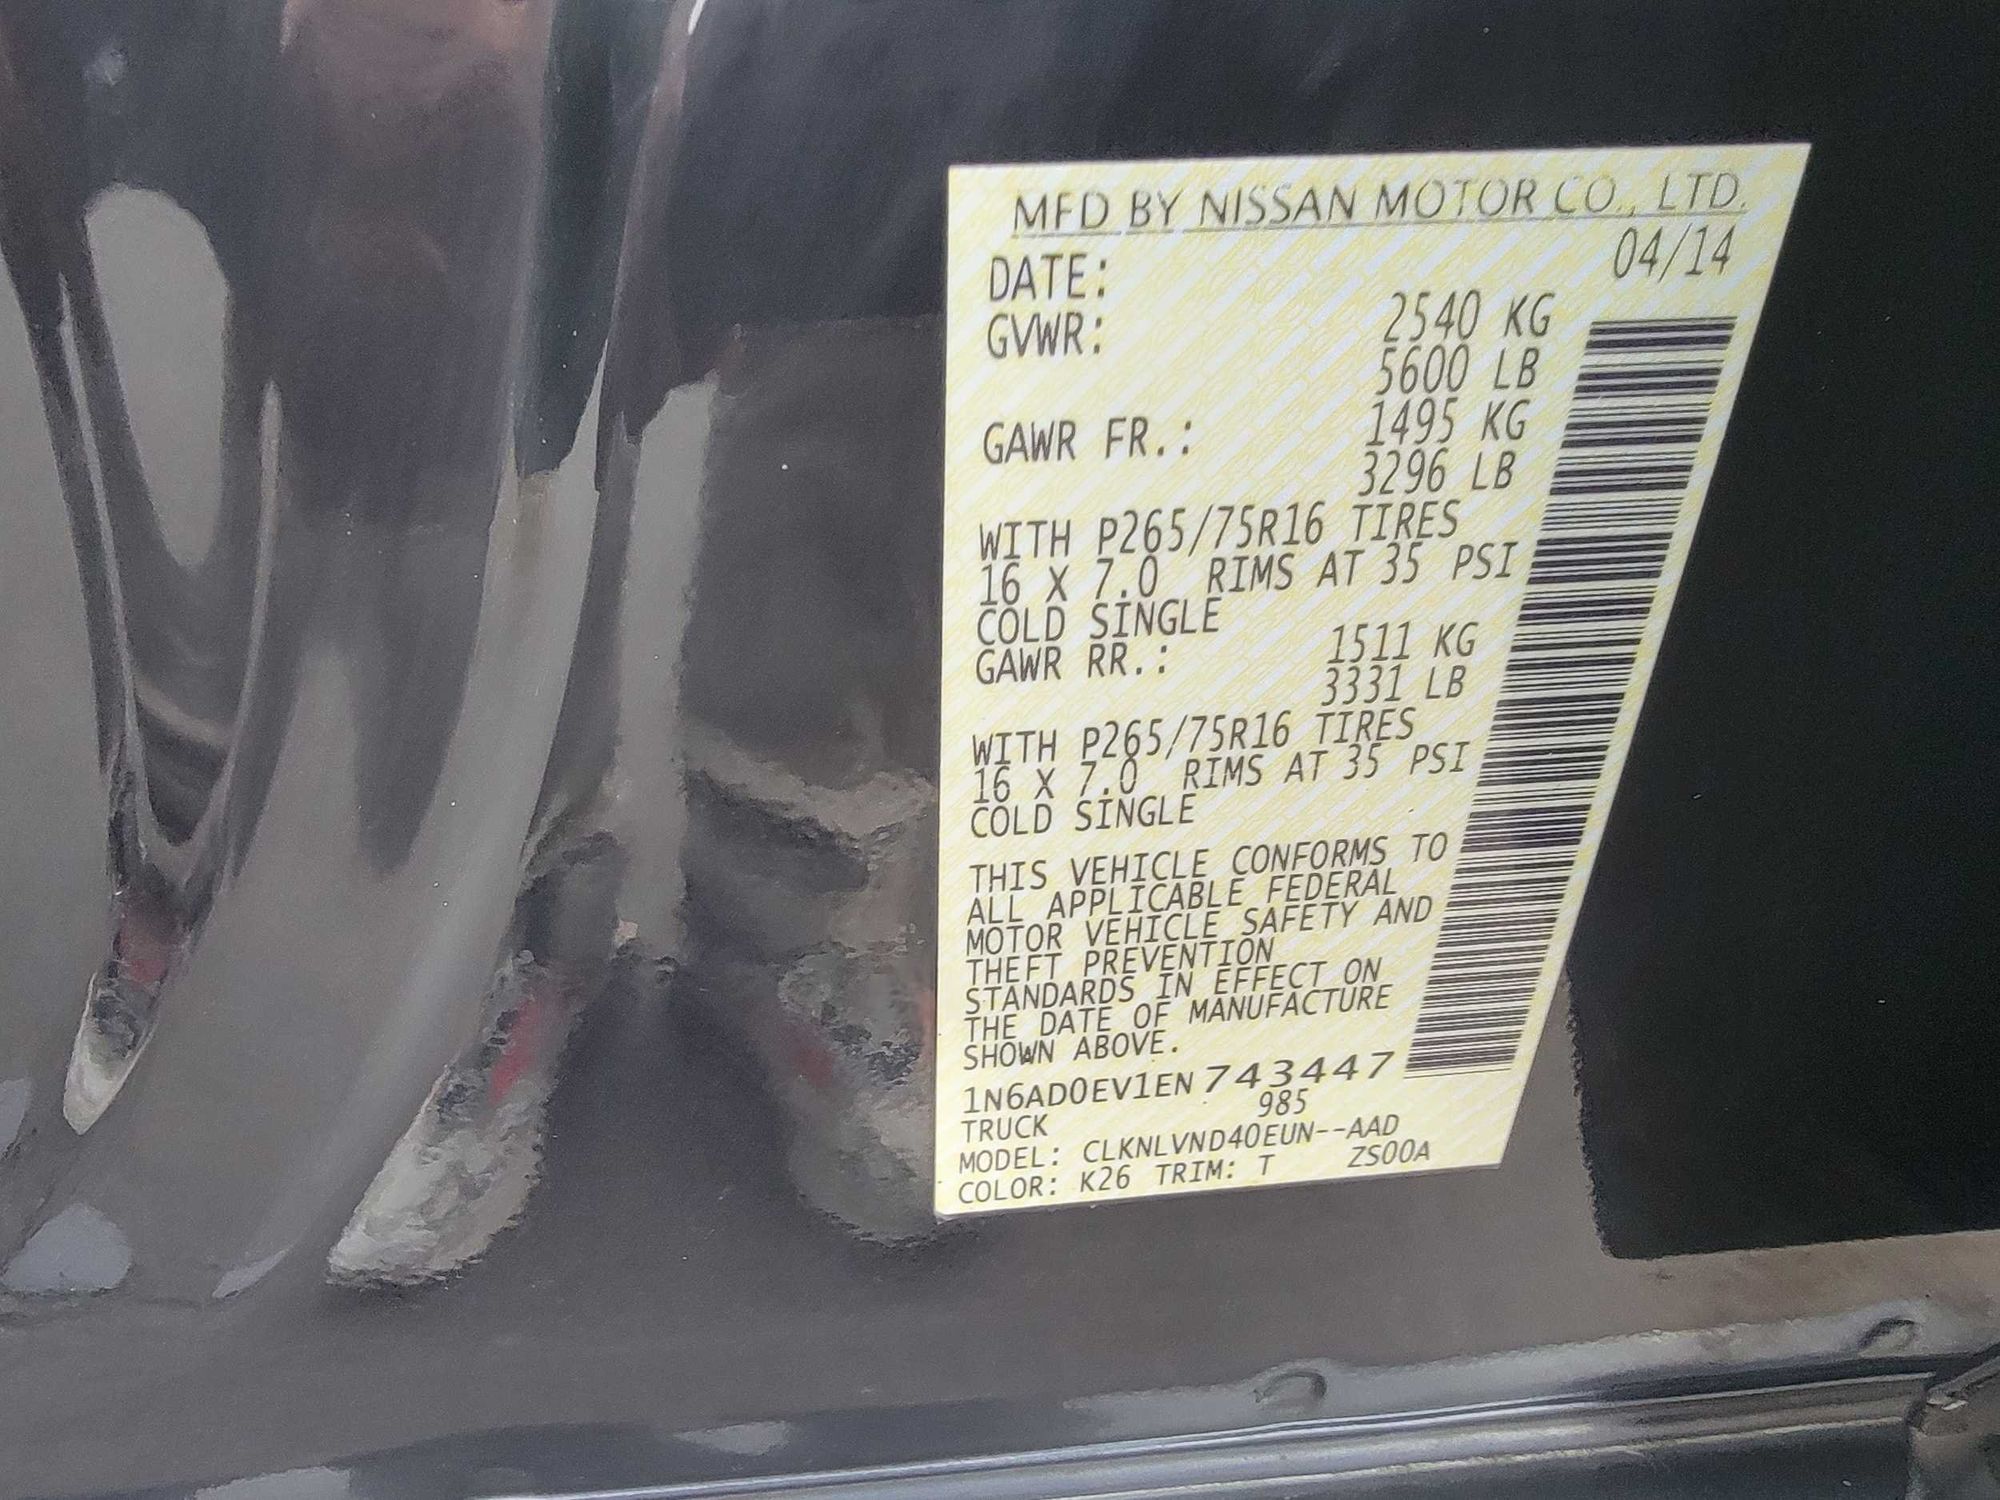 MFD BY NISSAN MOTOR CO., LTD.
DATE: 04/14
GVWR: 2540 KG
5600 LB
GAWR FR.: 1495 KG
3296 LB
WITH P265/75R16 TIRES
16 X 7.0 RIMS AT 35 PSI
COLD SINGLE
GAWR RR.: 1511 KG
3331 LB
WITH P265/75R16 TIRES
16 X 7.0 RIMS AT 35 PSI
COLD SINGLE
THIS VEHICLE CONFORMS TO
ALL APPLICABLE FEDERAL
MOTOR VEHICLE SAFETY AND
THEFT PREVENTION
STANDARDS IN EFFECT ON
THE DATE OF MANUFACTURE
SHOWN ABOVE.
1N6AD0EV1EN743447
TRUCK 985
MODEL: CLKNLVND40EUN--AAD
COLOR: K26 TRIM: T ZS00A